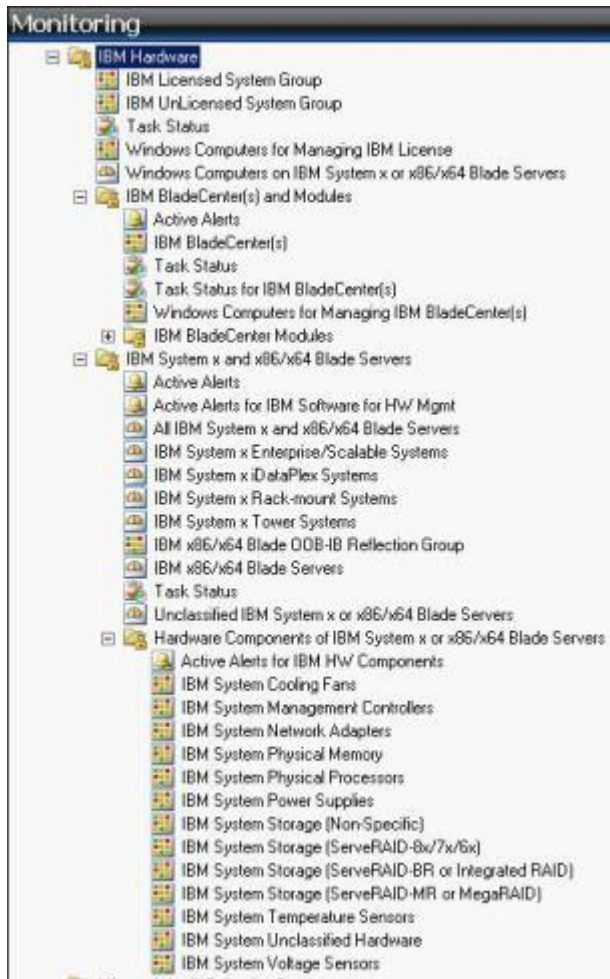 Monitoring
IBM Hardware
IBM Licensed System Group
IBM UnLicensed System Group
Task Status
Windows Computers for Managing IBM License
Windows Computers on IBM System x or x86/x64 Blade Servers
IBM BladeCenter(s) and Modules
Active Alerts
IBM BladeCenter(s)
Task Status
Task Status for IBM BladeCenter(s)
Windows Computers for Managing IBM BladeCenter(s)
IBM BladeCenter Modules
IBM System x and x86/x64 Blade Servers
Active Alerts
Active Alerts for IBM Software for HW Mgmt
All IBM System x and x86/x64 Blade Servers
IBM System x Enterprise/Scalable Systems
IBM System x iDataPlex Systems
IBM System x Rack-mount Systems
IBM System x Tower Systems
IBM x86/x64 Blade OOB-IB Reflection Group
IBM x86/x64 Blade Servers
Task Status
Unclassified IBM System x or x86/x64 Blade Servers
Hardware Components of IBM System x or x86/x64 Blade Servers
Active Alerts for IBM HW Components
IBM System Cooling Fans
IBM System Management Controllers
IBM System Network Adapters
IBM System Physical Memory
IBM System Physical Processors
IBM System Power Supplies
IBM System Storage (Non-Specific)
IBM System Storage (ServeRAID-8x/7x/6x)
IBM System Storage (ServeRAID-BR or Integrated RAID)
IBM System Storage (ServeRAID-MR or MegaRAID)
IBM System Temperature Sensors
IBM System Unclassified Hardware
IBM System Voltage Sensors